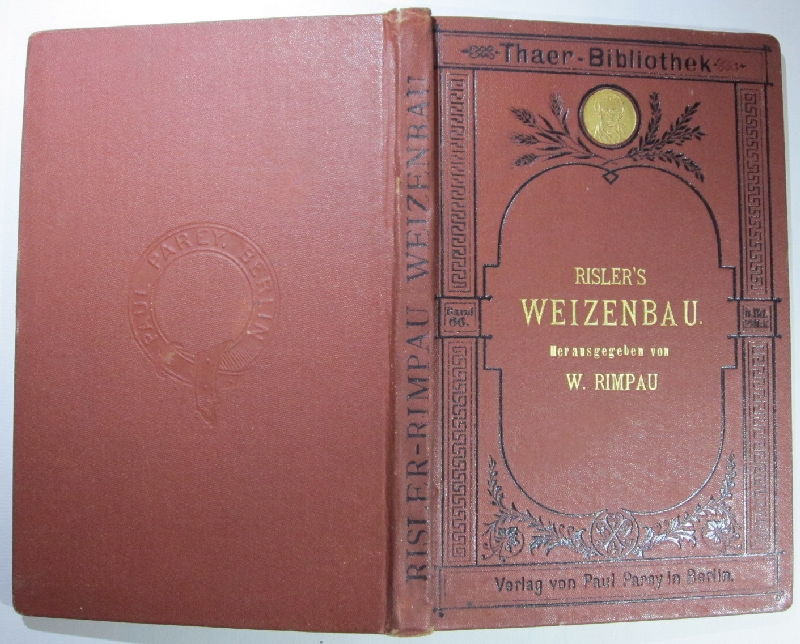 PAUL PAREY, BERLIN
RISLER-RIMPAU WEIZENBAU
Thaer-Bibliothek
RISLER'S
WEIZENBAU.
Band
66.
Herausgegeben von
W. RIMPAU
Verlag von Paul Parey in Berlin.